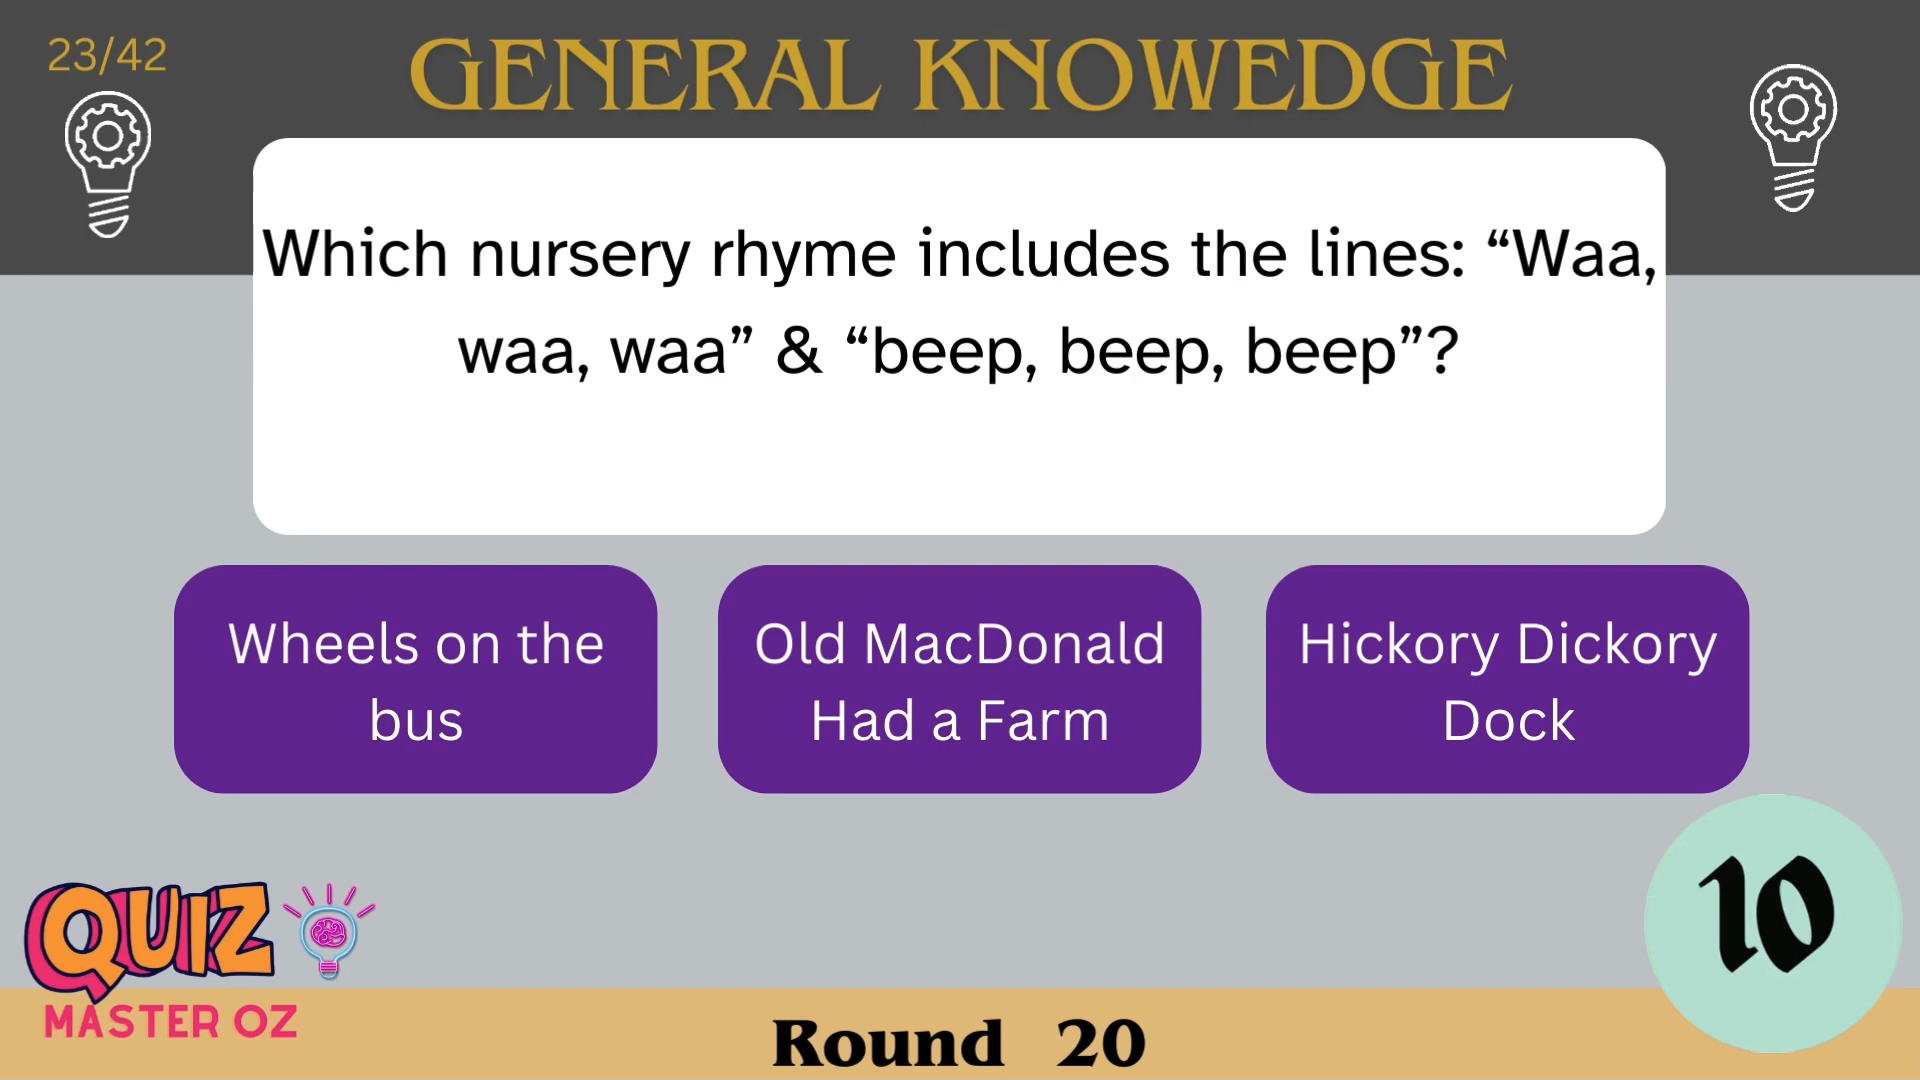 23/42
GENERAL KNOWEDGE
Which nursery rhyme includes the lines: “Waa,
waa, waa” & “beep, beep, beep”?
Wheels on the
bus
Old MacDonald
Had a Farm
Hickory Dickory
Dock
10
QUIZ
MASTER OZ
Round 20